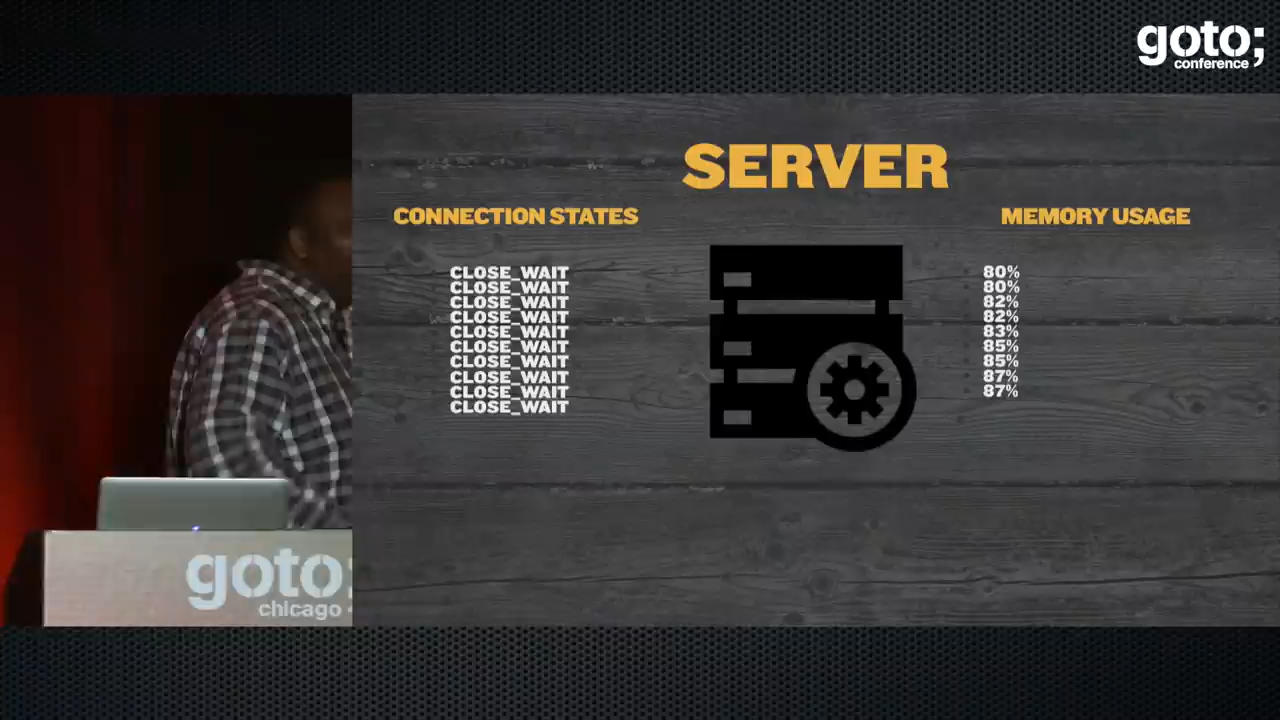 goto;
conference
SERVER
CONNECTION STATES
MEMORY USAGE
CLOSE_WAIT
CLOSE_WAIT
CLOSE_WAIT
CLOSE_WAIT
CLOSE_WAIT
CLOSE_WAIT
CLOSE_WAIT
CLOSE_WAIT
CLOSE_WAIT
CLOSE_WAIT
80%
80%
82%
82%
83%
85%
85%
87%
87%
goto;
chicago